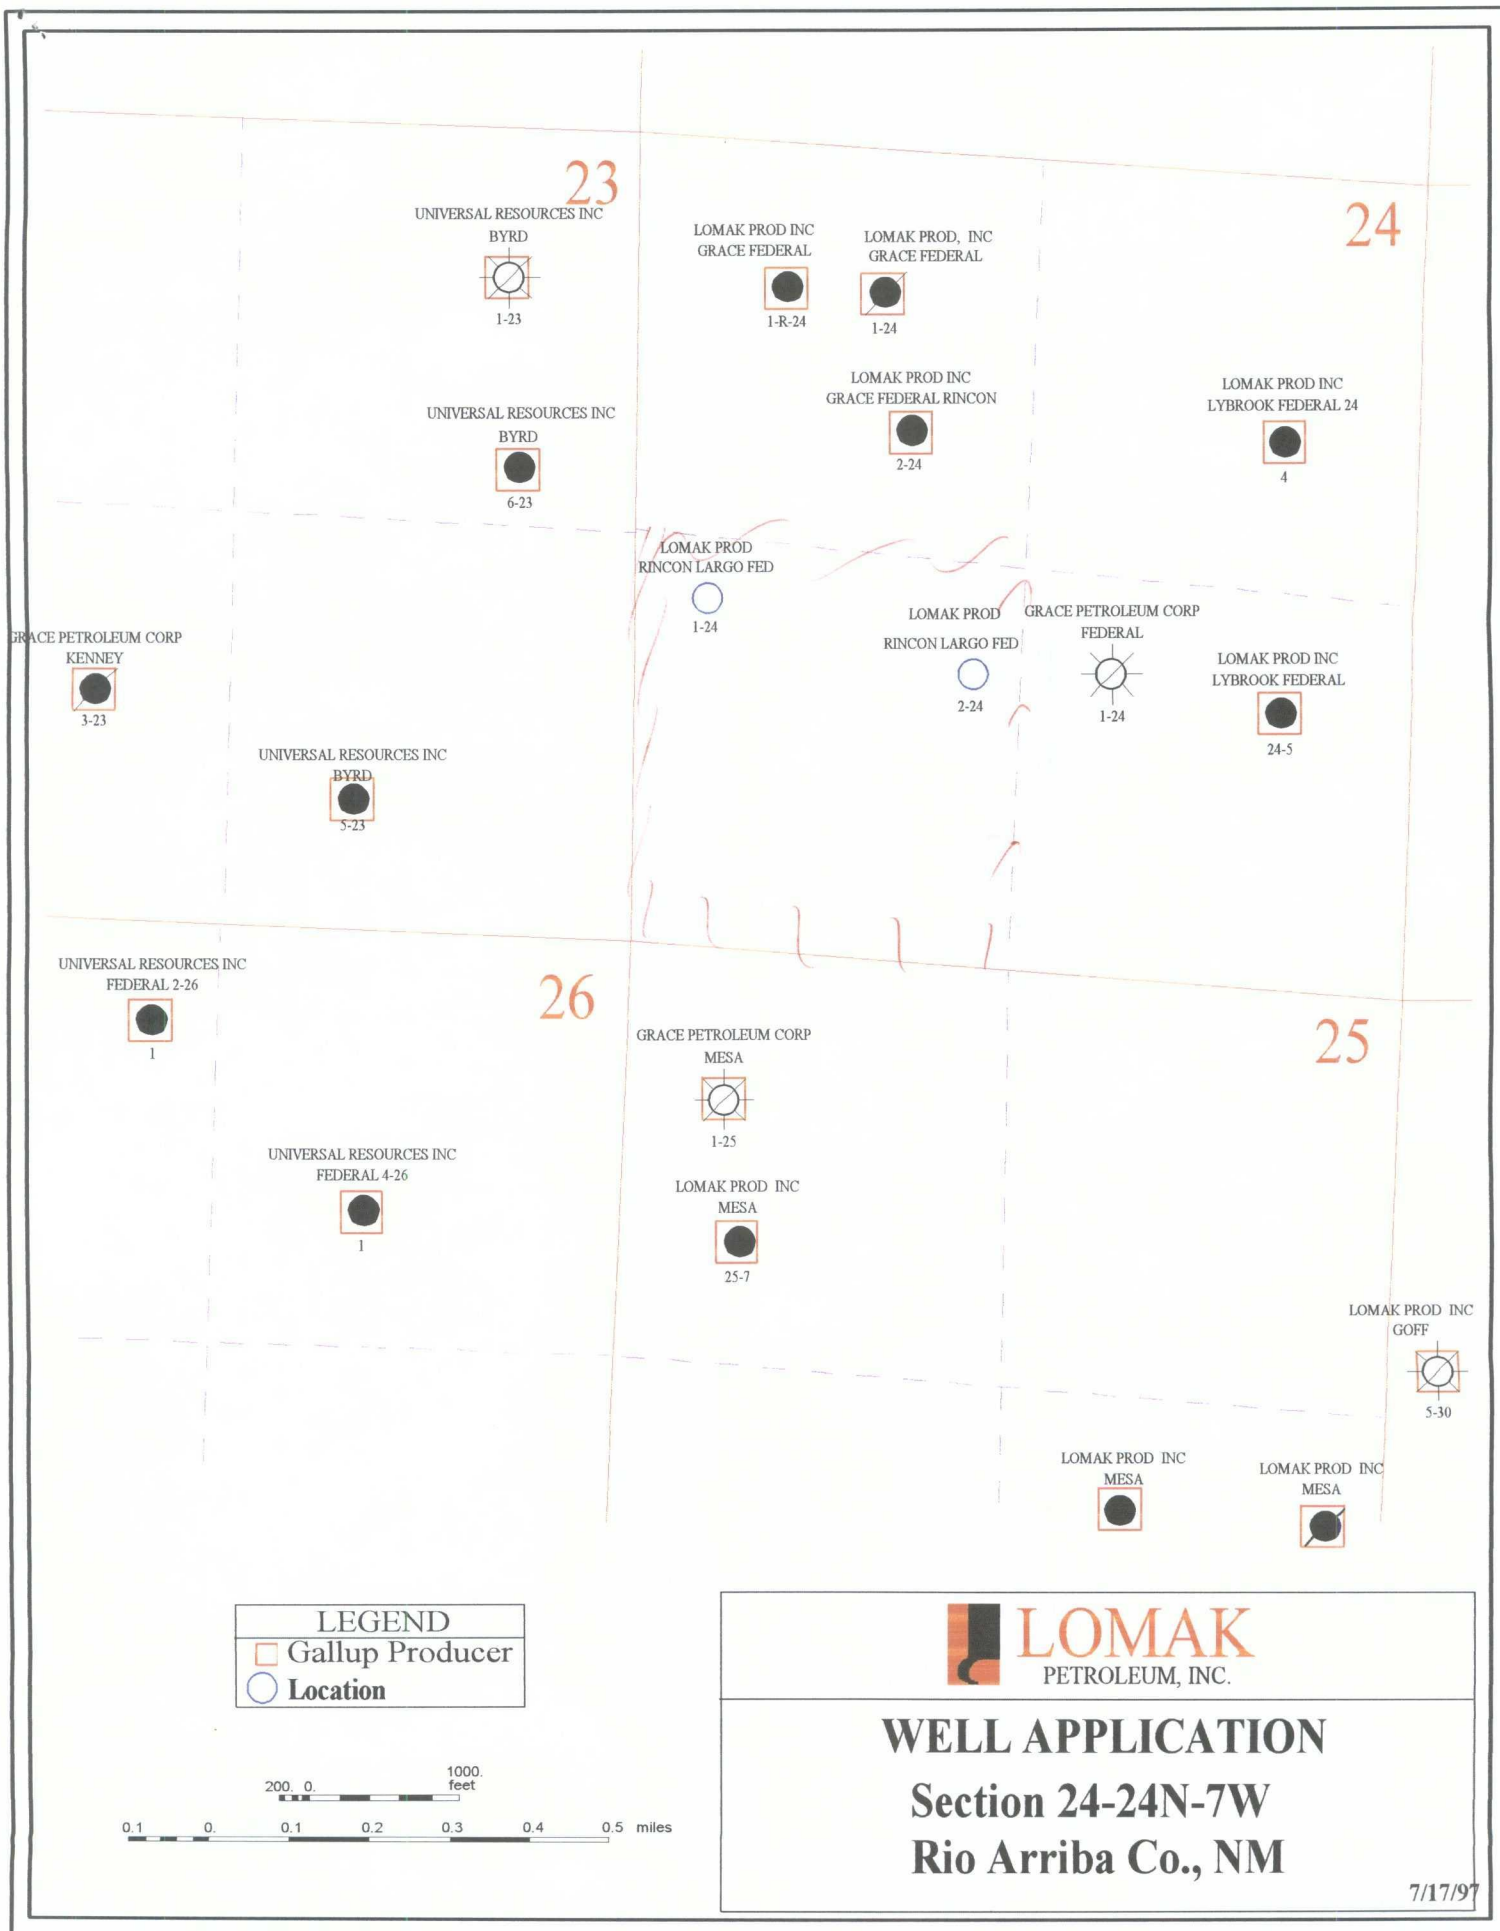 23
24
UNIVERSAL RESOURCES INC
BYRD
1-23
LOMAK PROD INC
GRACE FEDERAL
1-R-24
LOMAK PROD, INC
GRACE FEDERAL
1-24
LOMAK PROD INC
GRACE FEDERAL RINCON
2-24
LOMAK PROD INC
LYBROOK FEDERAL 24
4
UNIVERSAL RESOURCES INC
BYRD
6-23
LOMAK PROD
RINCON LARGO FED
1-24
LOMAK PROD
RINCON LARGO FED
2-24
GRACE PETROLEUM CORP
FEDERAL
1-24
LOMAK PROD INC
LYBROOK FEDERAL
24-5
GRACE PETROLEUM CORP
KENNEY
3-23
UNIVERSAL RESOURCES INC
BYRD
5-23
UNIVERSAL RESOURCES INC
FEDERAL 2-26
1
26
25
GRACE PETROLEUM CORP
MESA
1-25
UNIVERSAL RESOURCES INC
FEDERAL 4-26
1
LOMAK PROD INC
MESA
25-7
LOMAK PROD INC
GOFF
5-30
LOMAK PROD INC
MESA
LOMAK PROD INC
MESA
LEGEND
Gallup Producer
Location
200. 0. 1000.
feet
0.1 0. 0.1 0.2 0.3 0.4 0.5 miles
LOMAK
PETROLEUM, INC.
WELL APPLICATION
Section 24-24N-7W
Rio Arriba Co., NM
7/17/97